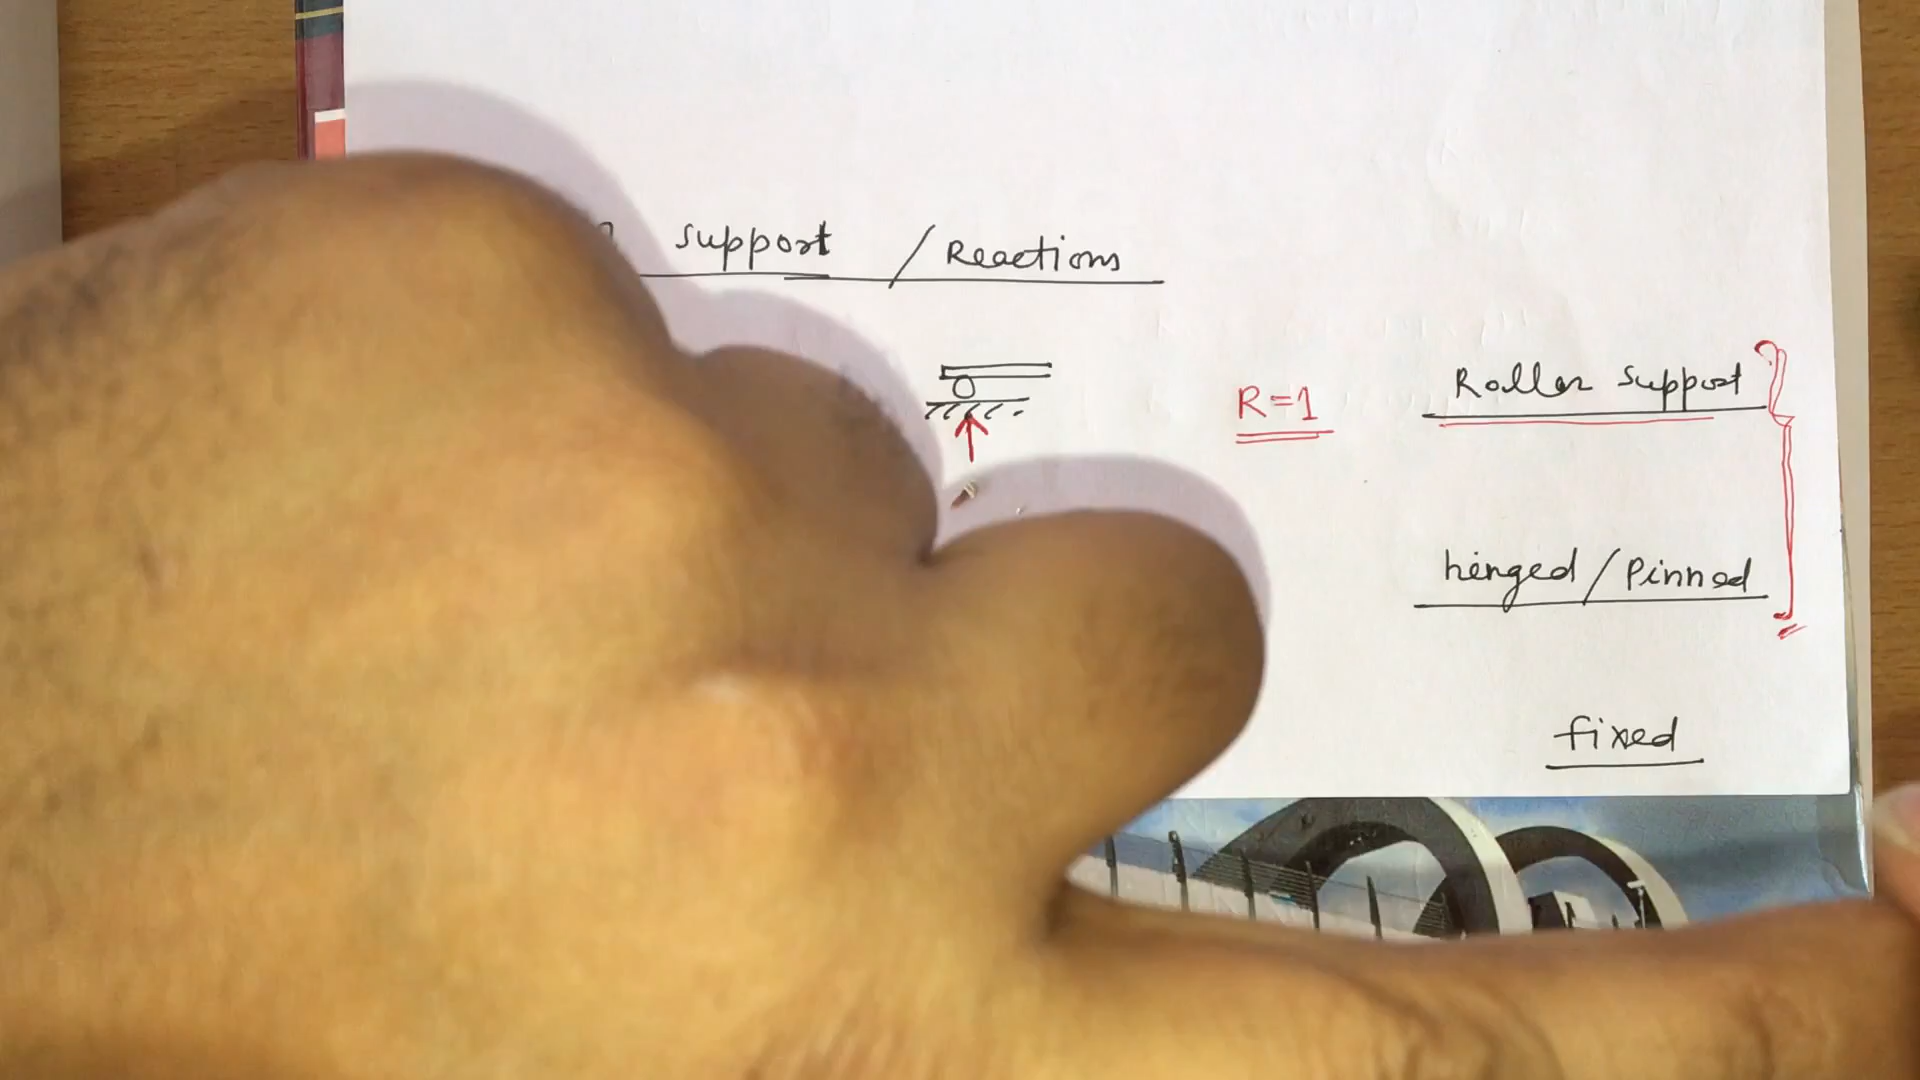 support / Reactions
R=1
Roller support
hinged / Pinned
fixed